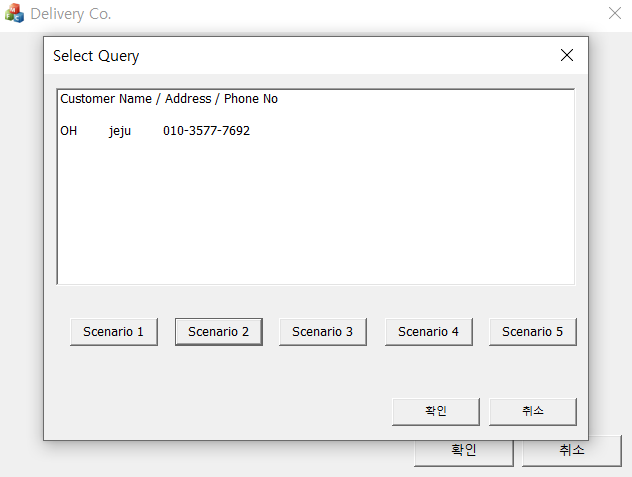 Delivery Co.
Select Query
Customer Name / Address / Phone No
OH jeju 010-3577-7692
Scenario 1 Scenario 2 Scenario 3 Scenario 4 Scenario 5
확인 취소
확인 취소